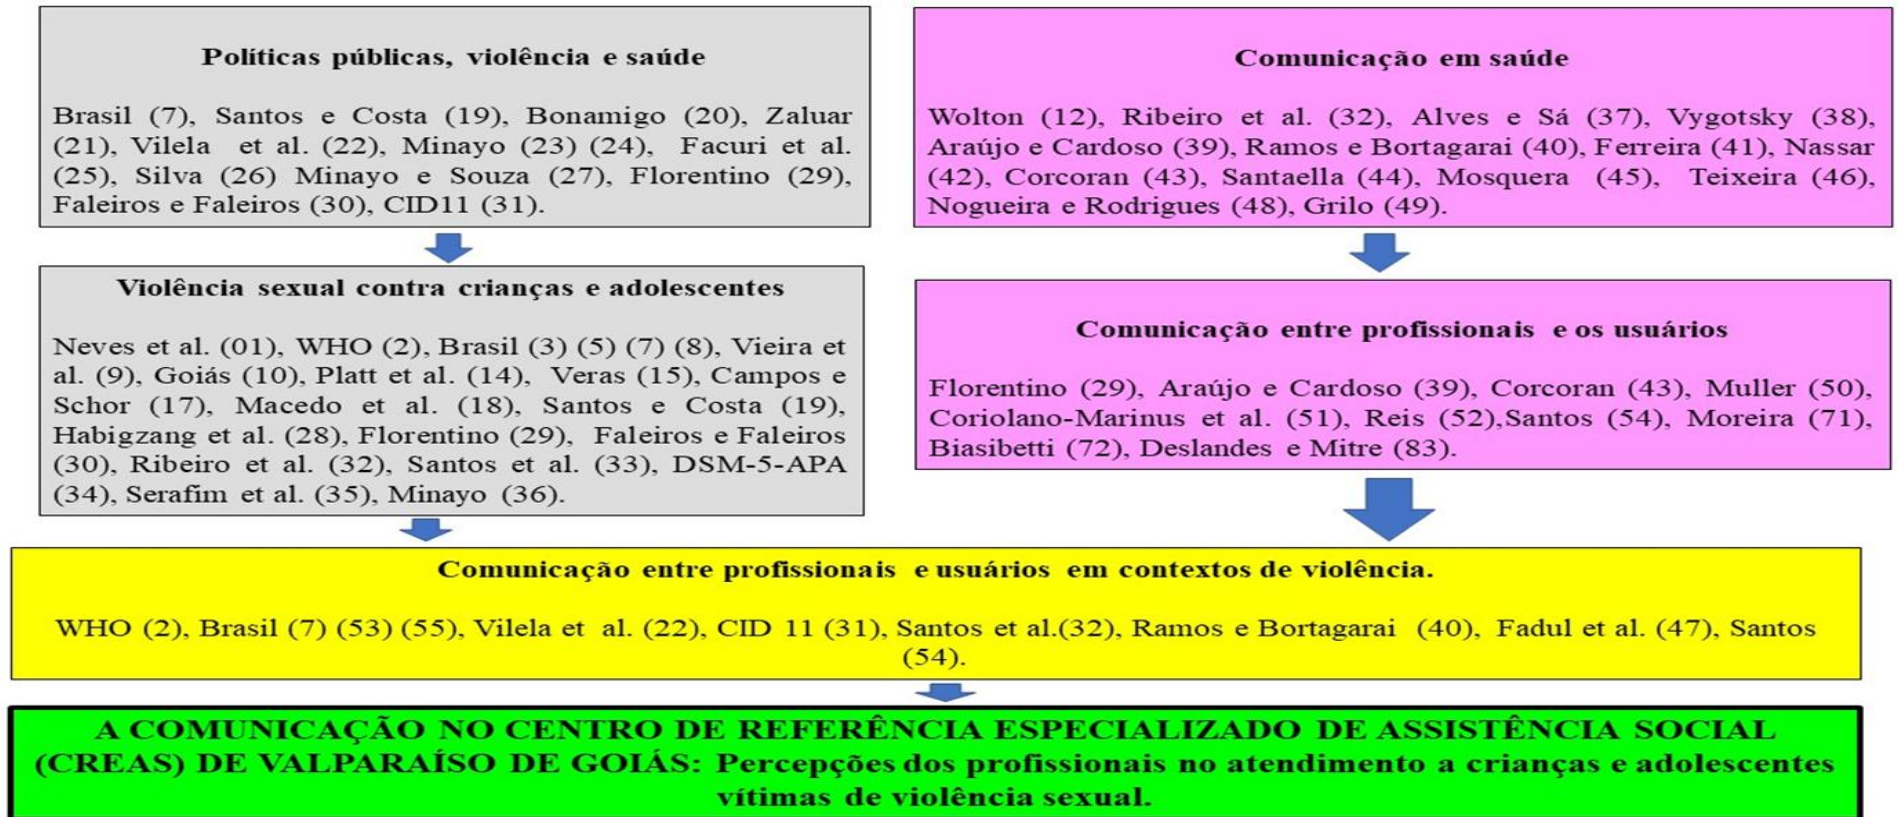 Políticas públicas, violência e saúde
Brasil (7), Santos e Costa (19), Bonamigo (20), Zaluar
(21), Vilela et al. (22), Minayo (23) (24), Facuri et al.
(25), Silva (26) Minayo e Souza (27), Florentino (29),
Faleiros e Faleiros (30), CID11 (31).
Comunicação em saúde
Wolton (12), Ribeiro et al. (32), Alves e Sá (37), Vygotsky (38),
Araújo e Cardoso (39), Ramos e Bortagarai (40), Ferreira (41), Nassar
(42), Corcoran (43), Santaella (44), Mosquera (45), Teixeira (46),
Nogueira e Rodrigues (48), Grilo (49).
Violência sexual contra crianças e adolescentes
Neves et al. (01), WHO (2), Brasil (3) (5) (7) (8), Vieira et
al. (9), Goiás (10), Platt et al. (14), Veras (15), Campos e
Schor (17), Macedo et al. (18), Santos e Costa (19),
Habigzang et al. (28), Florentino (29), Faleiros e Faleiros
(30), Ribeiro et al. (32), Santos et al. (33), DSM-5-APA
(34), Serafim et al. (35), Minayo (36).
Comunicação entre profissionais e os usuários
Florentino (29), Araújo e Cardoso (39), Corcoran (43), Muller (50),
Coriolano-Marinus et al. (51), Reis (52),Santos (54), Moreira (71),
Biasibetti (72), Deslandes e Mitre (83).
Comunicação entre profissionais e usuários em contextos de violência.
WHO (2), Brasil (7) (53) (55), Vilela et al. (22), CID 11 (31), Santos et al.(32), Ramos e Bortagarai (40), Fadul et al. (47), Santos
(54).
A COMUNICAÇÃO NO CENTRO DE REFERÊNCIA ESPECIALIZADO DE ASSISTÊNCIA SOCIAL
(CREAS) DE VALPARAÍSO DE GOIÁS: Percepções dos profissionais no atendimento a crianças e adolescentes
vítimas de violência sexual.